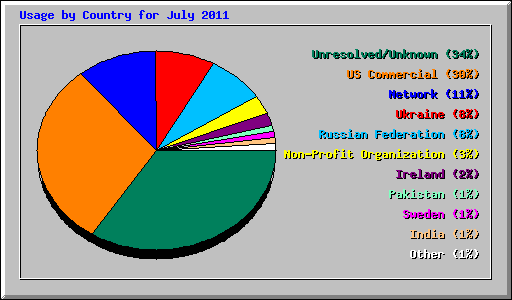 Usage by Country for July 2011
Unresolved/Unknown (34%)
US Commercial (30%)
Network (11%)
Ukraine (8%)
Russian Federation (8%)
Non-Profit Organization (3%)
Ireland (2%)
Pakistan (1%)
Sweden (1%)
India (1%)
Other (1%)